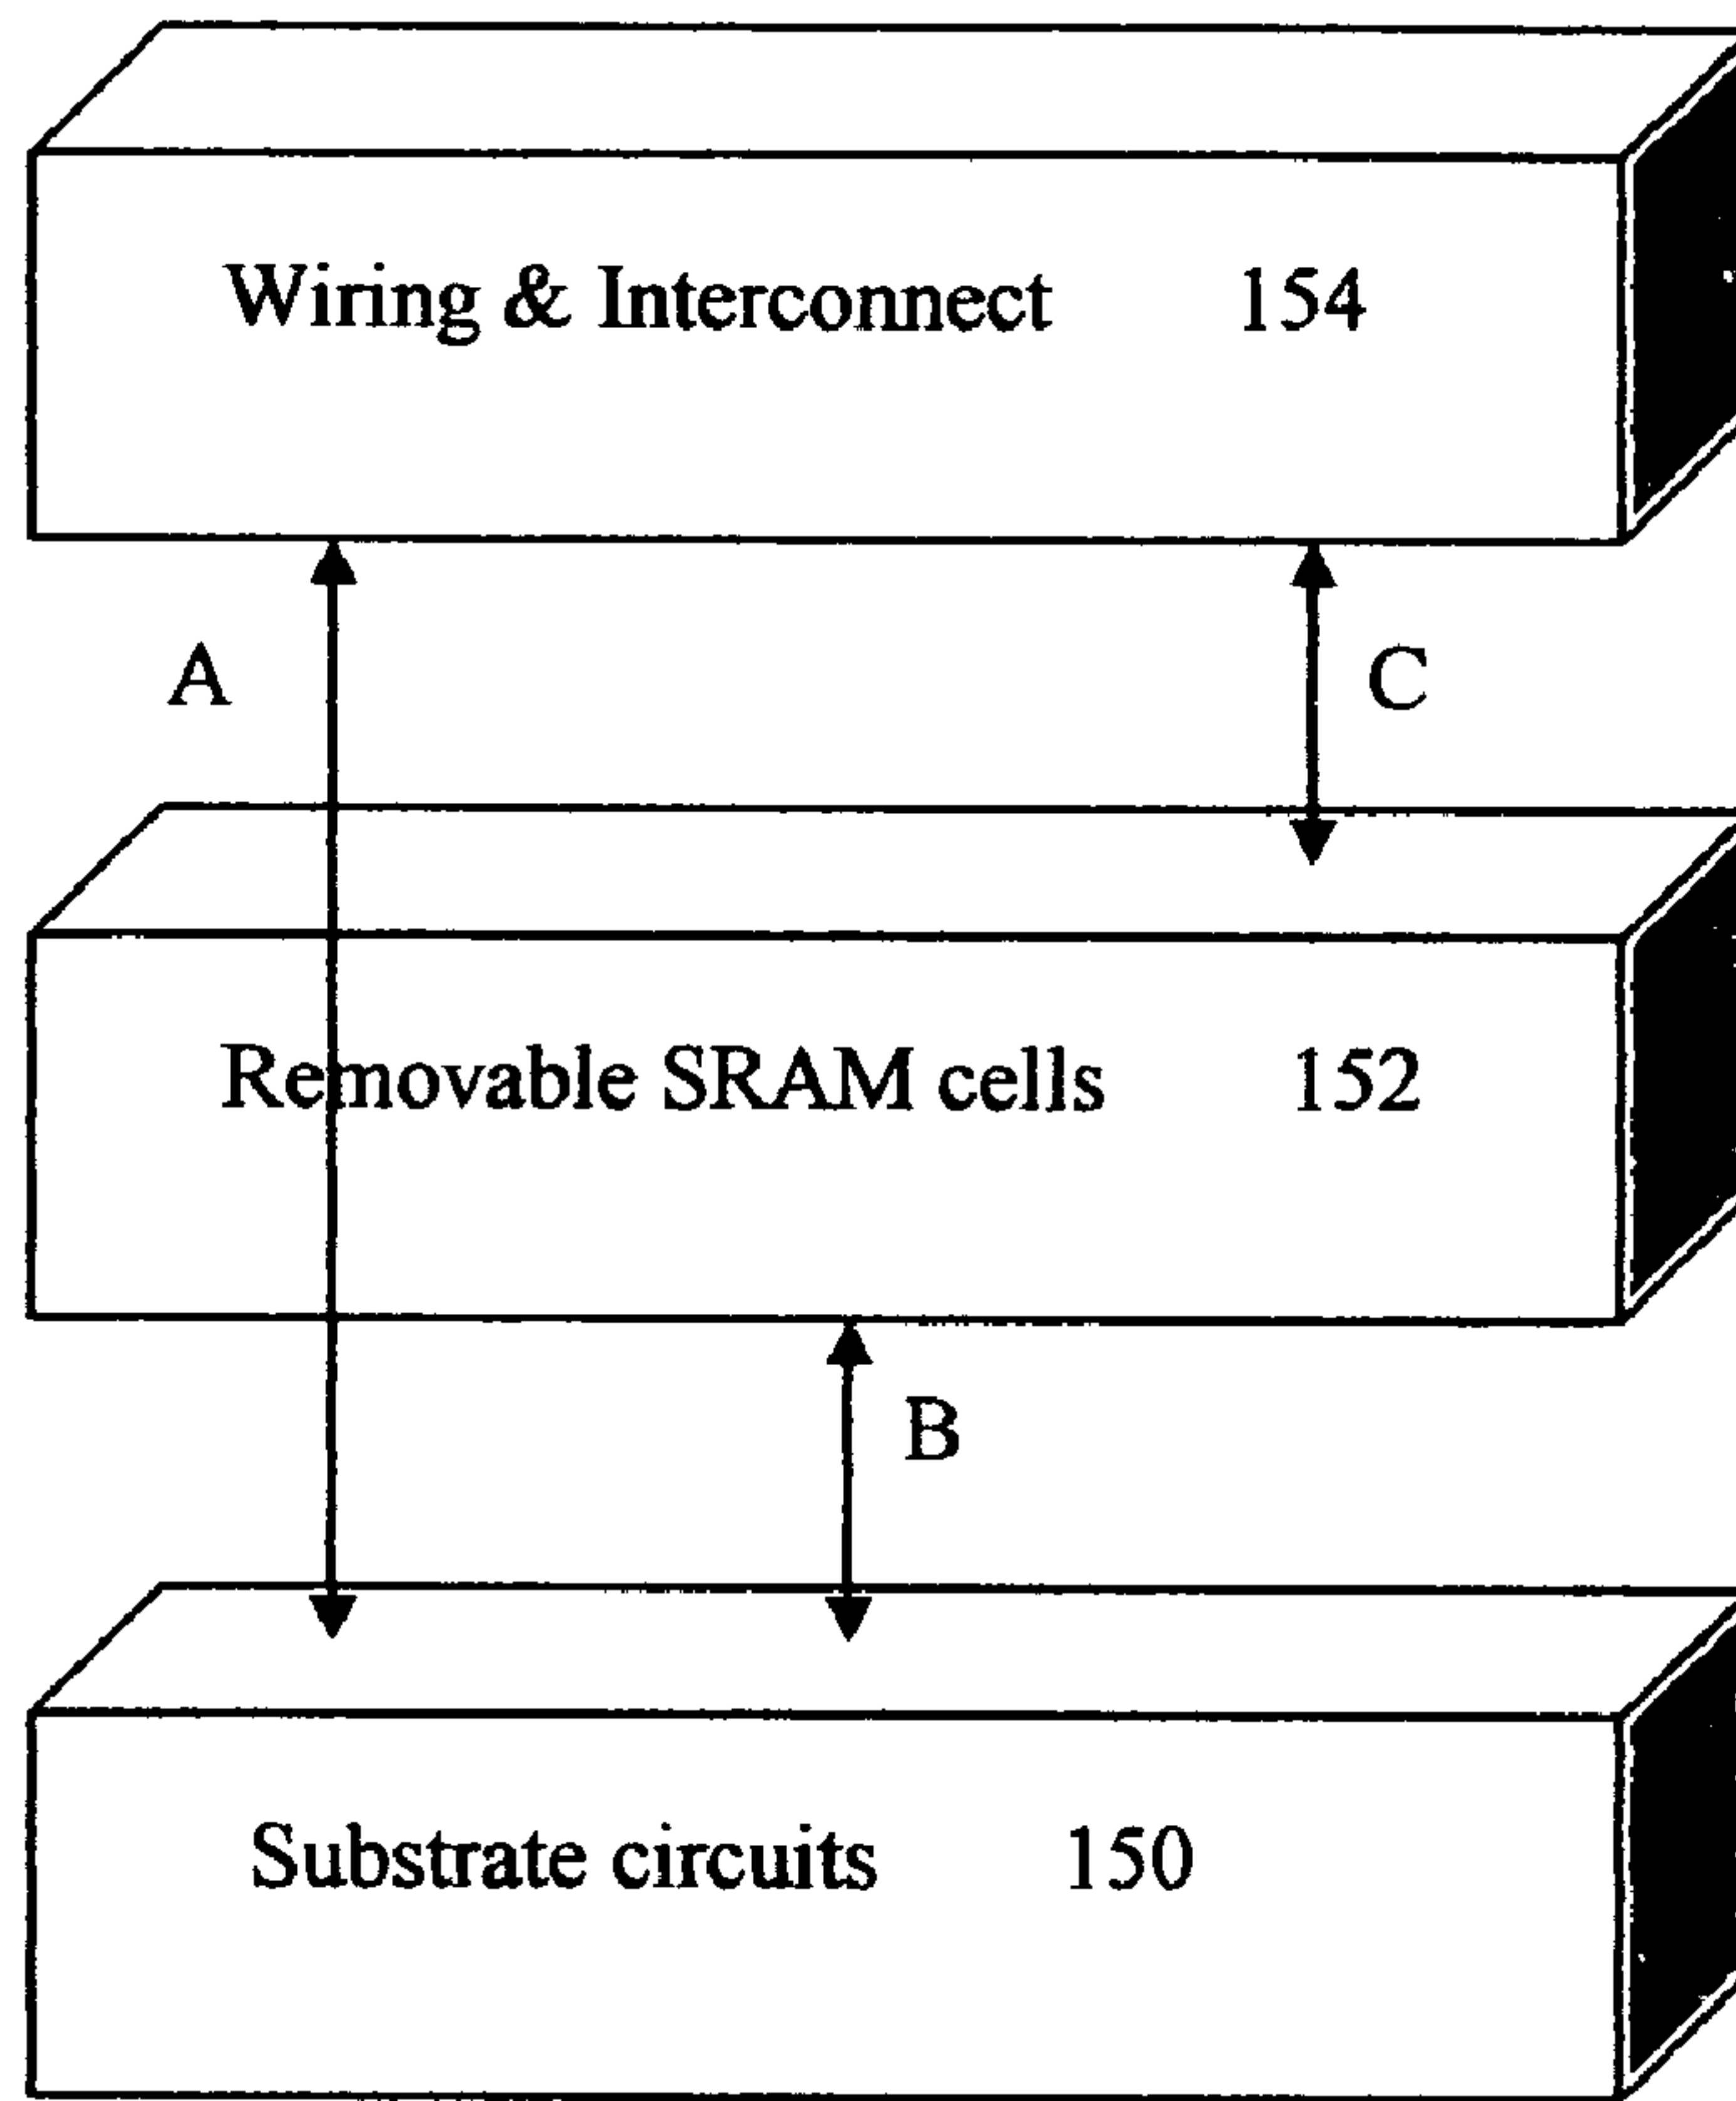 Wiring & Interconnect 154
A
C
Removable SRAM cells 152
B
Substrate circuits 150